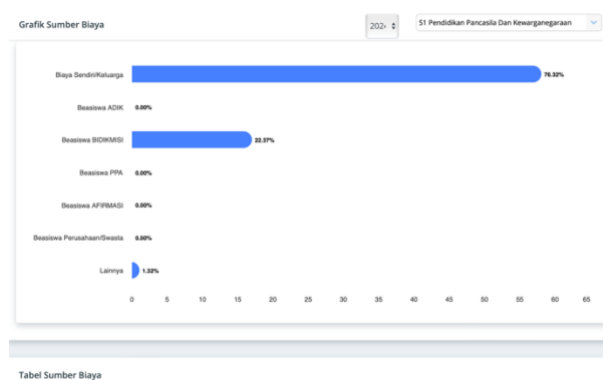 Grafik Sumber Biaya
202
S1 Pendidikan Pancasila Dan Kewarganegaraan
Biaya Sendiri/Keluarga 76.32%
Beasiswa ADIK 0.00%
Beasiswa BIDIKMISI 22.37%
Beasiswa PPA 0.00%
Beasiswa AFIRMASI 0.00%
Beasiswa Perusahaan/Swasta 0.00%
Lainnya 1.32%
0 5 10 15 20 25 30 35 40 45 50 55 60 65
Tabel Sumber Biaya